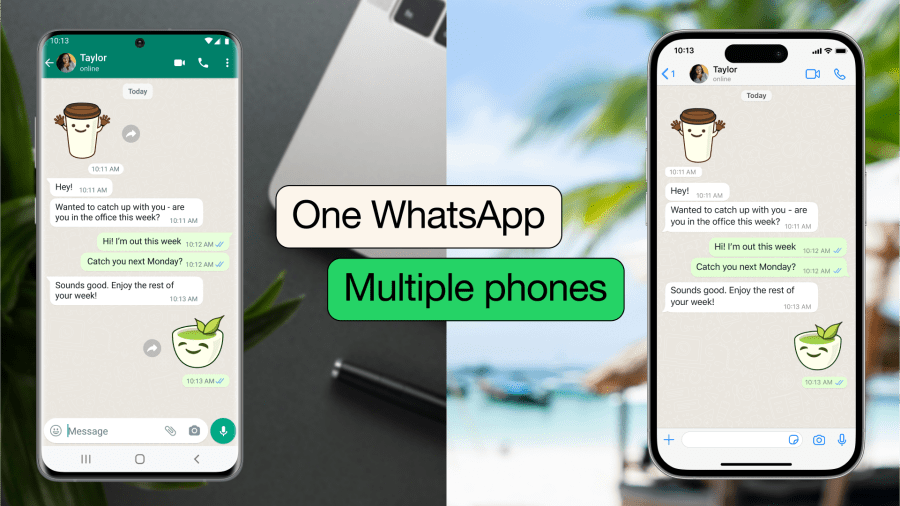 10:13
Taylor
online
Today
10:11 AM
Hey! 10:11 AM
Wanted to catch up with you - are
you in the office this week? 10:11 AM
Hi! I'm out this week 10:12 AM
Catch you next Monday? 10:12 AM
Sounds good. Enjoy the rest of
your week! 10:13 AM
10:13 AM
Message
One WhatsApp
Multiple phones
10:13
1
Taylor
online
Today
10:11 AM
Hey! 10:11 AM
Wanted to catch up with you - are
you in the office this week? 10:11 AM
Hi! I'm out this week 10:12 AM
Catch you next Monday? 10:12 AM
Sounds good. Enjoy the rest of
your week! 10:13 AM
10:13 AM